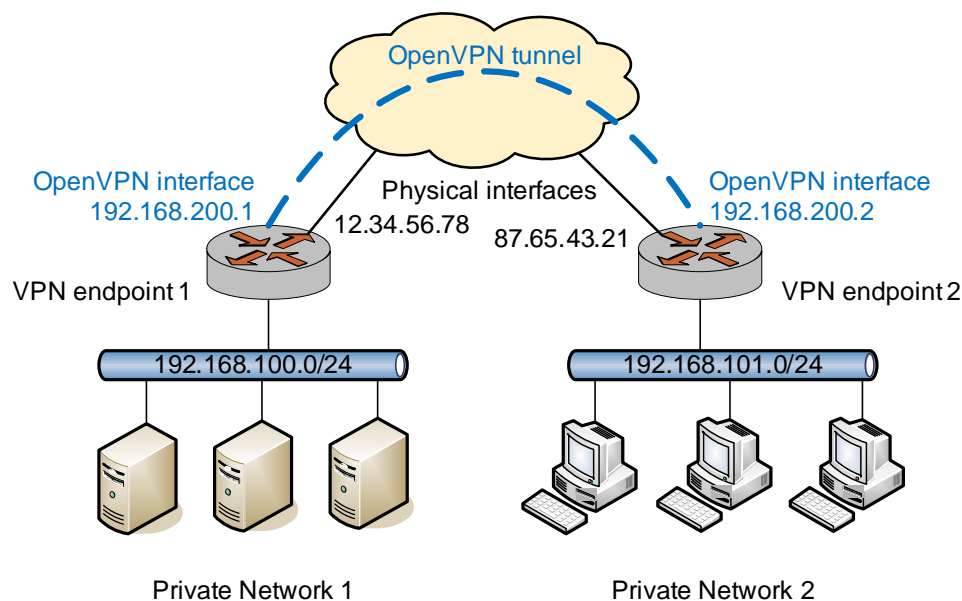 OpenVPN tunnel
OpenVPN interface
192.168.200.1
Physical interfaces
12.34.56.78
87.65.43.21
OpenVPN interface
192.168.200.2
VPN endpoint 1
VPN endpoint 2
192.168.100.0/24
192.168.101.0/24
Private Network 1
Private Network 2